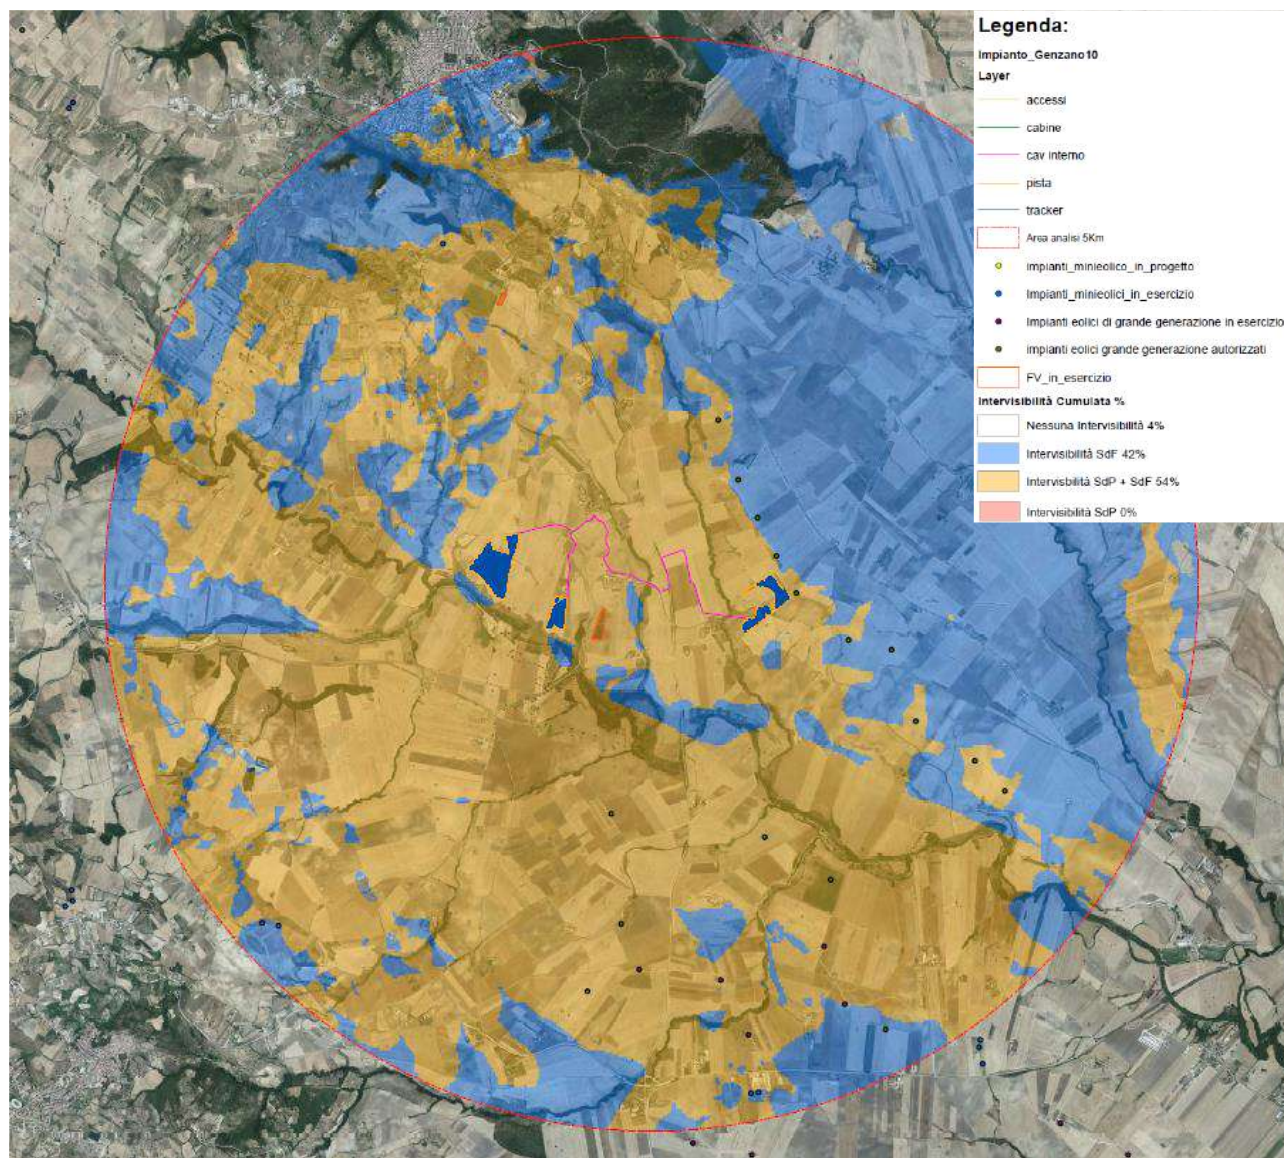 Legenda:
Impianto_Genzano10
Layer
accessi
cabine
cav interno
pista
tracker
Area analisi 5Km
impianti_minieolico_in_progetto
Impianti_minieolici_in_esercizio
Impianti eolici di grande generazione in esercizio
impianti eolici grande generazione autorizzati
FV_in_esercizio
Intervisibilità Cumulata %
Nessuna Intervisibilità 4%
Intervisibilità SdF 42%
Intervisbilità SdP + SdF 54%
Intervisibilità SdP 0%